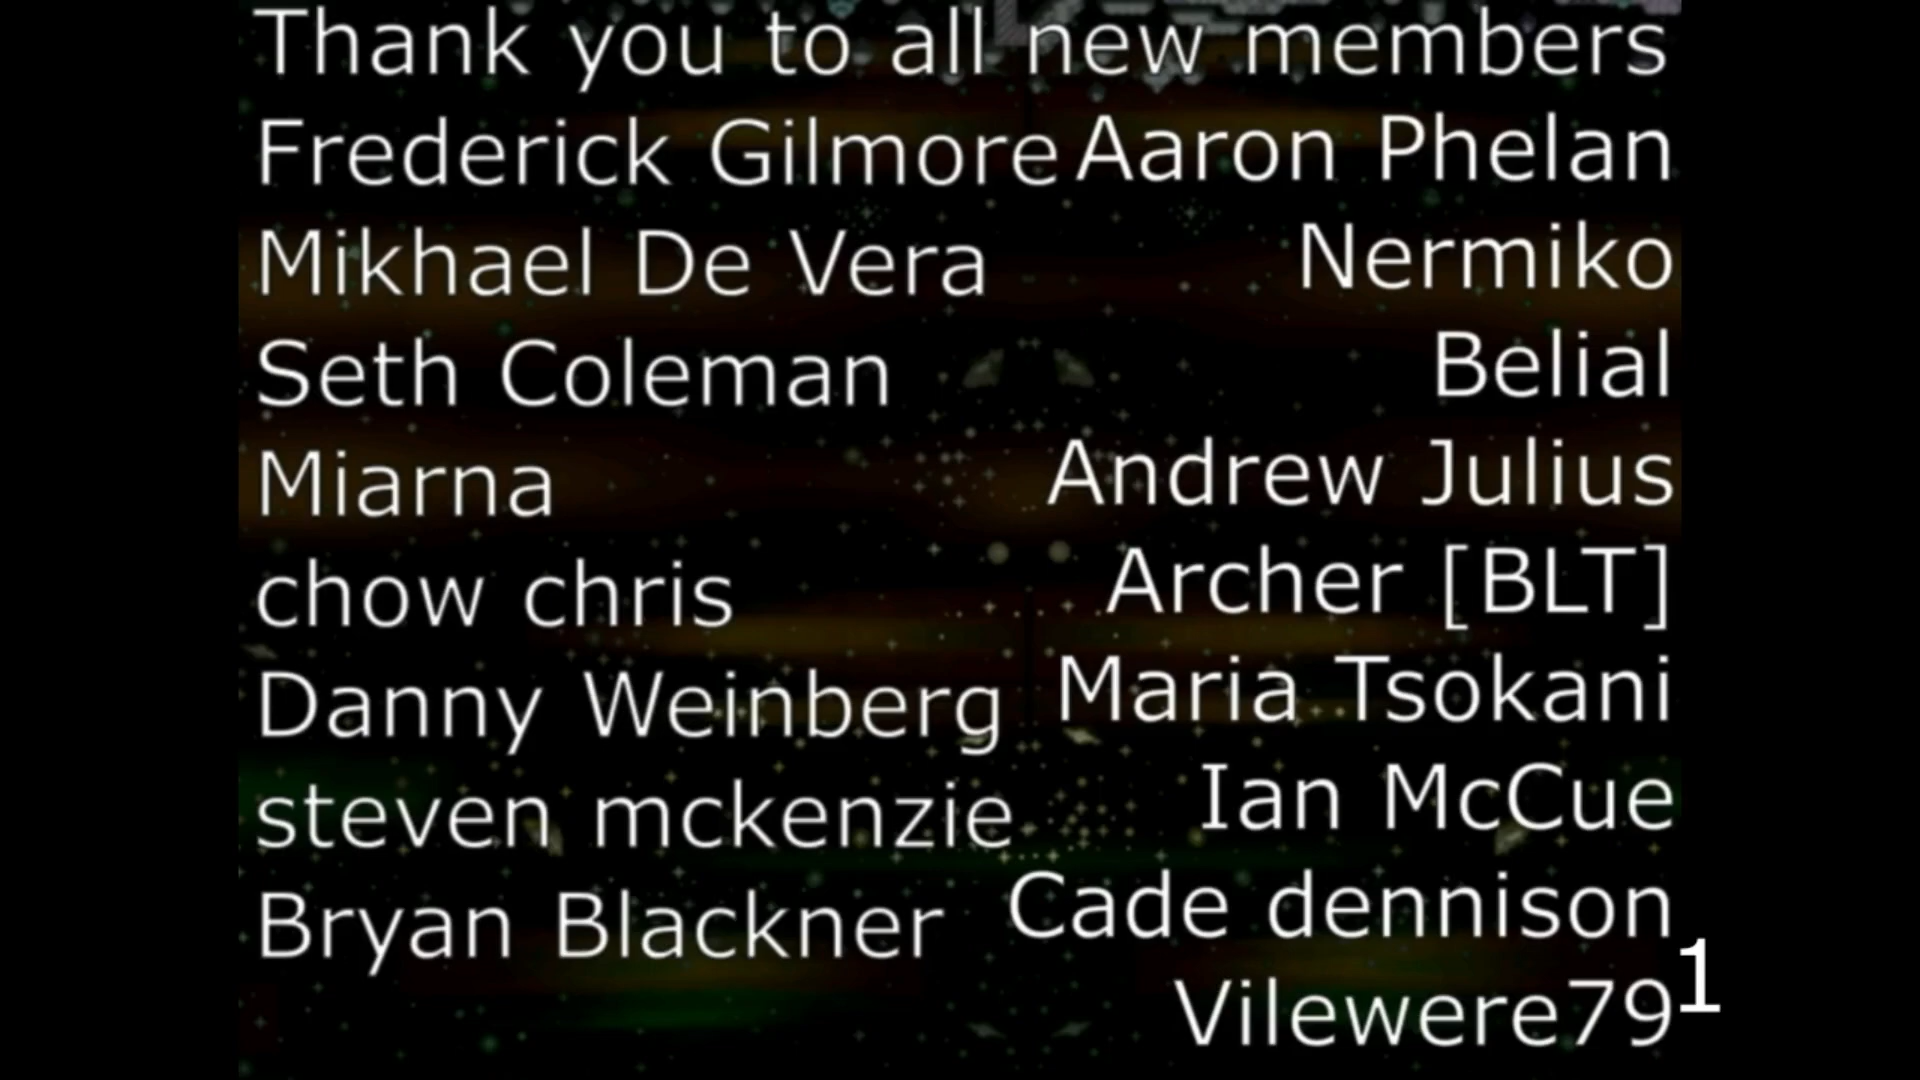 Thank you to all new members
Frederick Gilmore Aaron Phelan
Mikhael De Vera Nermiko
Seth Coleman Belial
Miarna Andrew Julius
chow chris Archer [BLT]
Danny Weinberg Maria Tsokani
steven mckenzie Ian McCue
Bryan Blackner Cade dennison
Vilewere79
1